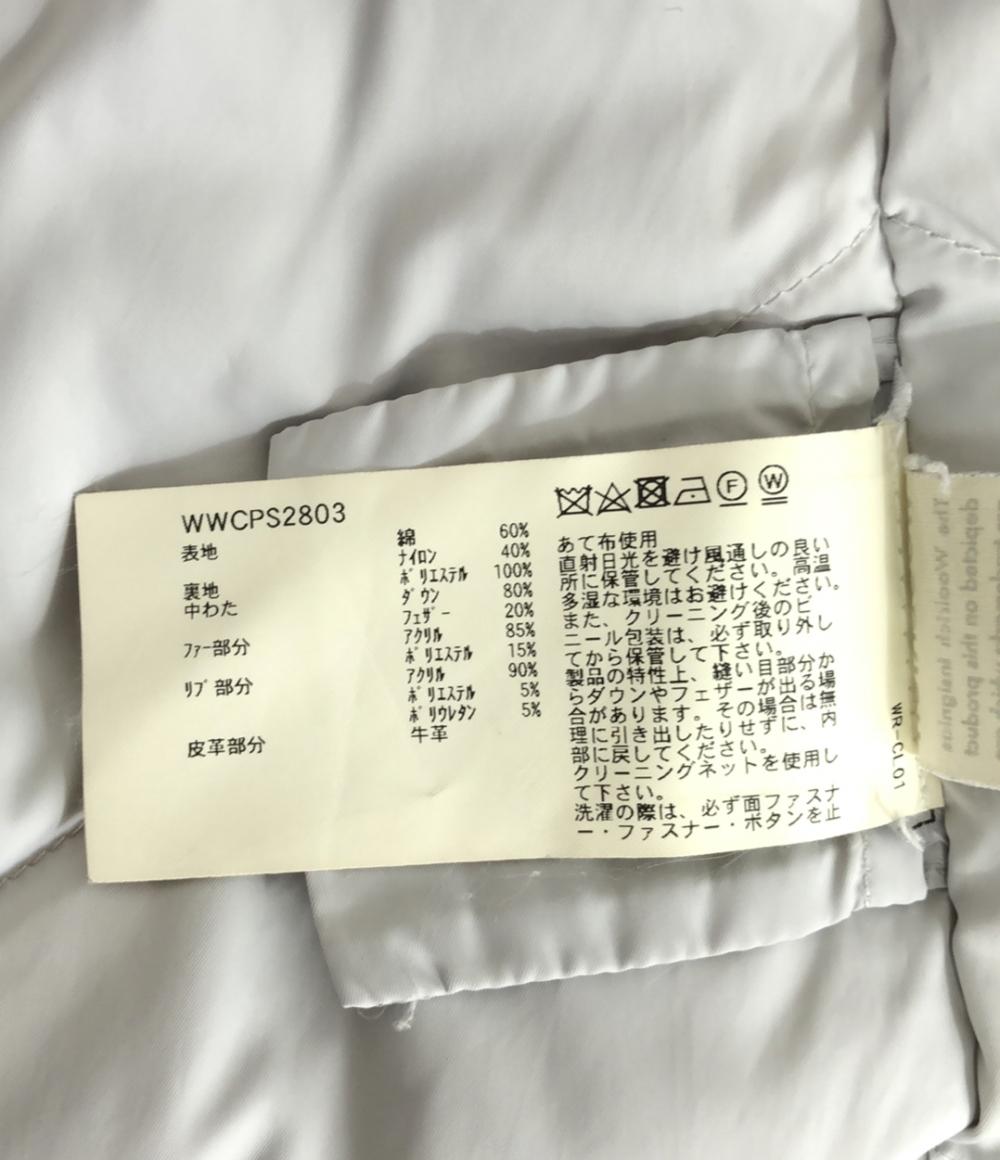 WWCPS2803
表地 綿 60%
ナイロン 40%
裏地 ポリエステル 100%
中わた ダウン 80%
フェザー 20%
ファー部分 アクリル 85%
ポリエステル 15%
リブ部分 アクリル 90%
ポリエステル 5%
ポリウレタン 5%
皮革部分 牛革
F W
あて布使用
直射日光を避け風通しの良い
所に保管してください。高温
多湿な環境はお避けください。
また、クリーニング後のビ
ニール包装は、必ず取り外し
てから保管して下さい。
製品の特性上、縫い目部分か
らダウンやフェザーが出る場
合があります。その場合は無
理に引き出したりせずに、内
部に戻してください。
クリーニングネットを使用し
て下さい。
洗濯の際は、必ず面ファスナ
ー・ファスナー・ボタンを止
WR-CL01
The Woolrich insignias
depicted on this product